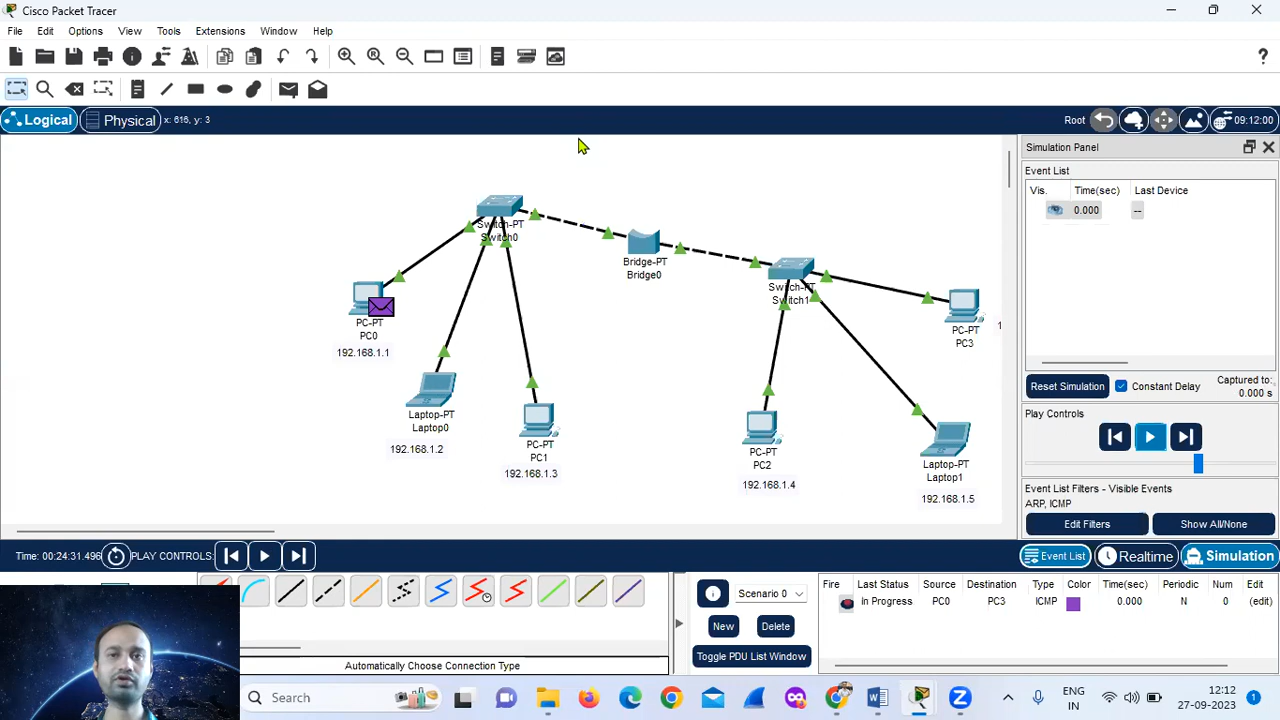 Cisco Packet Tracer
File Edit Options View Tools Extensions Window Help
Logical Physical x: 616, y: 3 Root 09:12:00
Simulation Panel
Event List
Vis. Time(sec) Last Device
0.000 --
Switch-PT
Switch0
Bridge-PT
Bridge0
Switch-PT
Switch1
PC-PT
PC0
192.168.1.1
PC-PT
PC3
1
Laptop-PT
Laptop0
192.168.1.2
PC-PT
PC1
192.168.1.3
PC-PT
PC2
192.168.1.4
Laptop-PT
Laptop1
192.168.1.5
Reset Simulation Constant Delay Captured to:
0.000 s
Play Controls
Event List Filters - Visible Events
ARP, ICMP
Edit Filters Show All/None
Time: 00:24:31.496 PLAY CONTROLS:
Event List Realtime Simulation
Scenario 0
New Delete
Toggle PDU List Window
Fire Last Status Source Destination Type Color Time(sec) Periodic Num Edit
in Progress PC0 PC3 ICMP 0.000 N 0 (edit)
Automatically Choose Connection Type
Search
ENG
IN
12:12
27-09-2023
1